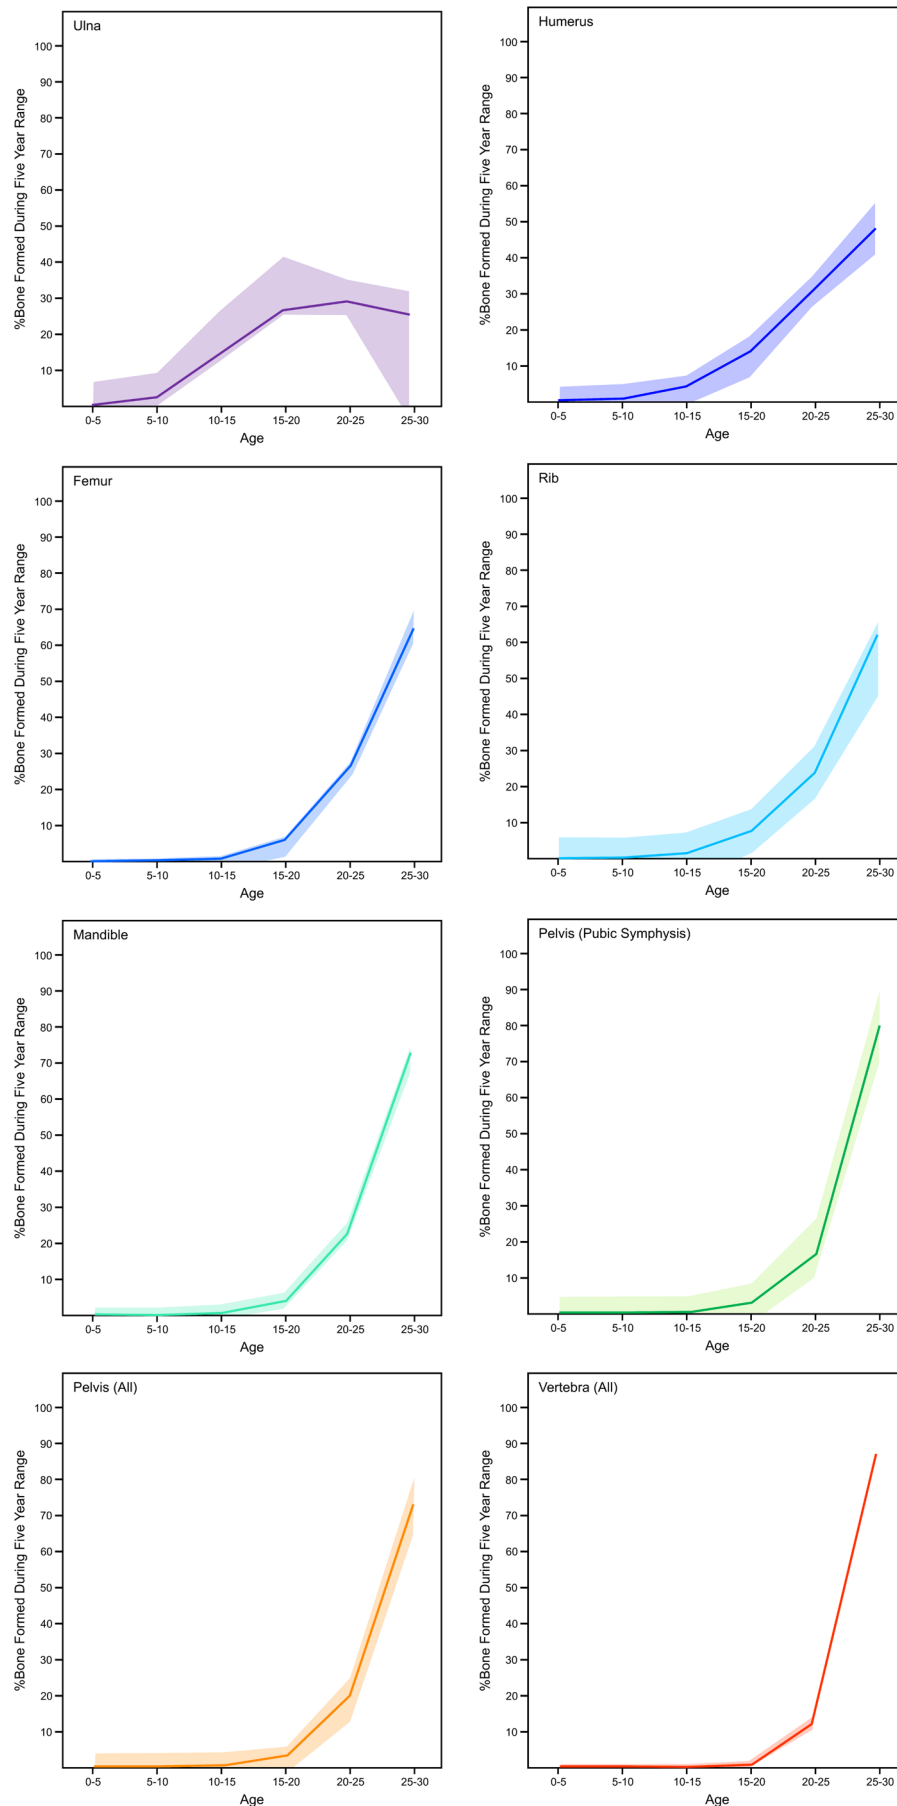 Ulna
%Bone Formed During Five Year Range
100
90
80
70
60
50
40
30
20
10
0-5 5-10 10-15 15-20 20-25 25-30
Age
Humerus
%Bone Formed During Five Year Range
100
90
80
70
60
50
40
30
20
10
0-5 5-10 10-15 15-20 20-25 25-30
Age
Femur
%Bone Formed During Five Year Range
100
90
80
70
60
50
40
30
20
10
0-5 5-10 10-15 15-20 20-25 25-30
Age
Rib
%Bone Formed During Five Year Range
100
90
80
70
60
50
40
30
20
10
0-5 5-10 10-15 15-20 20-25 25-30
Age
Mandible
%Bone Formed During Five Year Range
100
90
80
70
60
50
40
30
20
10
0-5 5-10 10-15 15-20 20-25 25-30
Age
Pelvis (Pubic Symphysis)
%Bone Formed During Five Year Range
100
90
80
70
60
50
40
30
20
10
0-5 5-10 10-15 15-20 20-25 25-30
Age
Pelvis (All)
%Bone Formed During Five Year Range
100
90
80
70
60
50
40
30
20
10
0-5 5-10 10-15 15-20 20-25 25-30
Age
Vertebra (All)
%Bone Formed During Five Year Range
100
90
80
70
60
50
40
30
20
10
0-5 5-10 10-15 15-20 20-25 25-30
Age